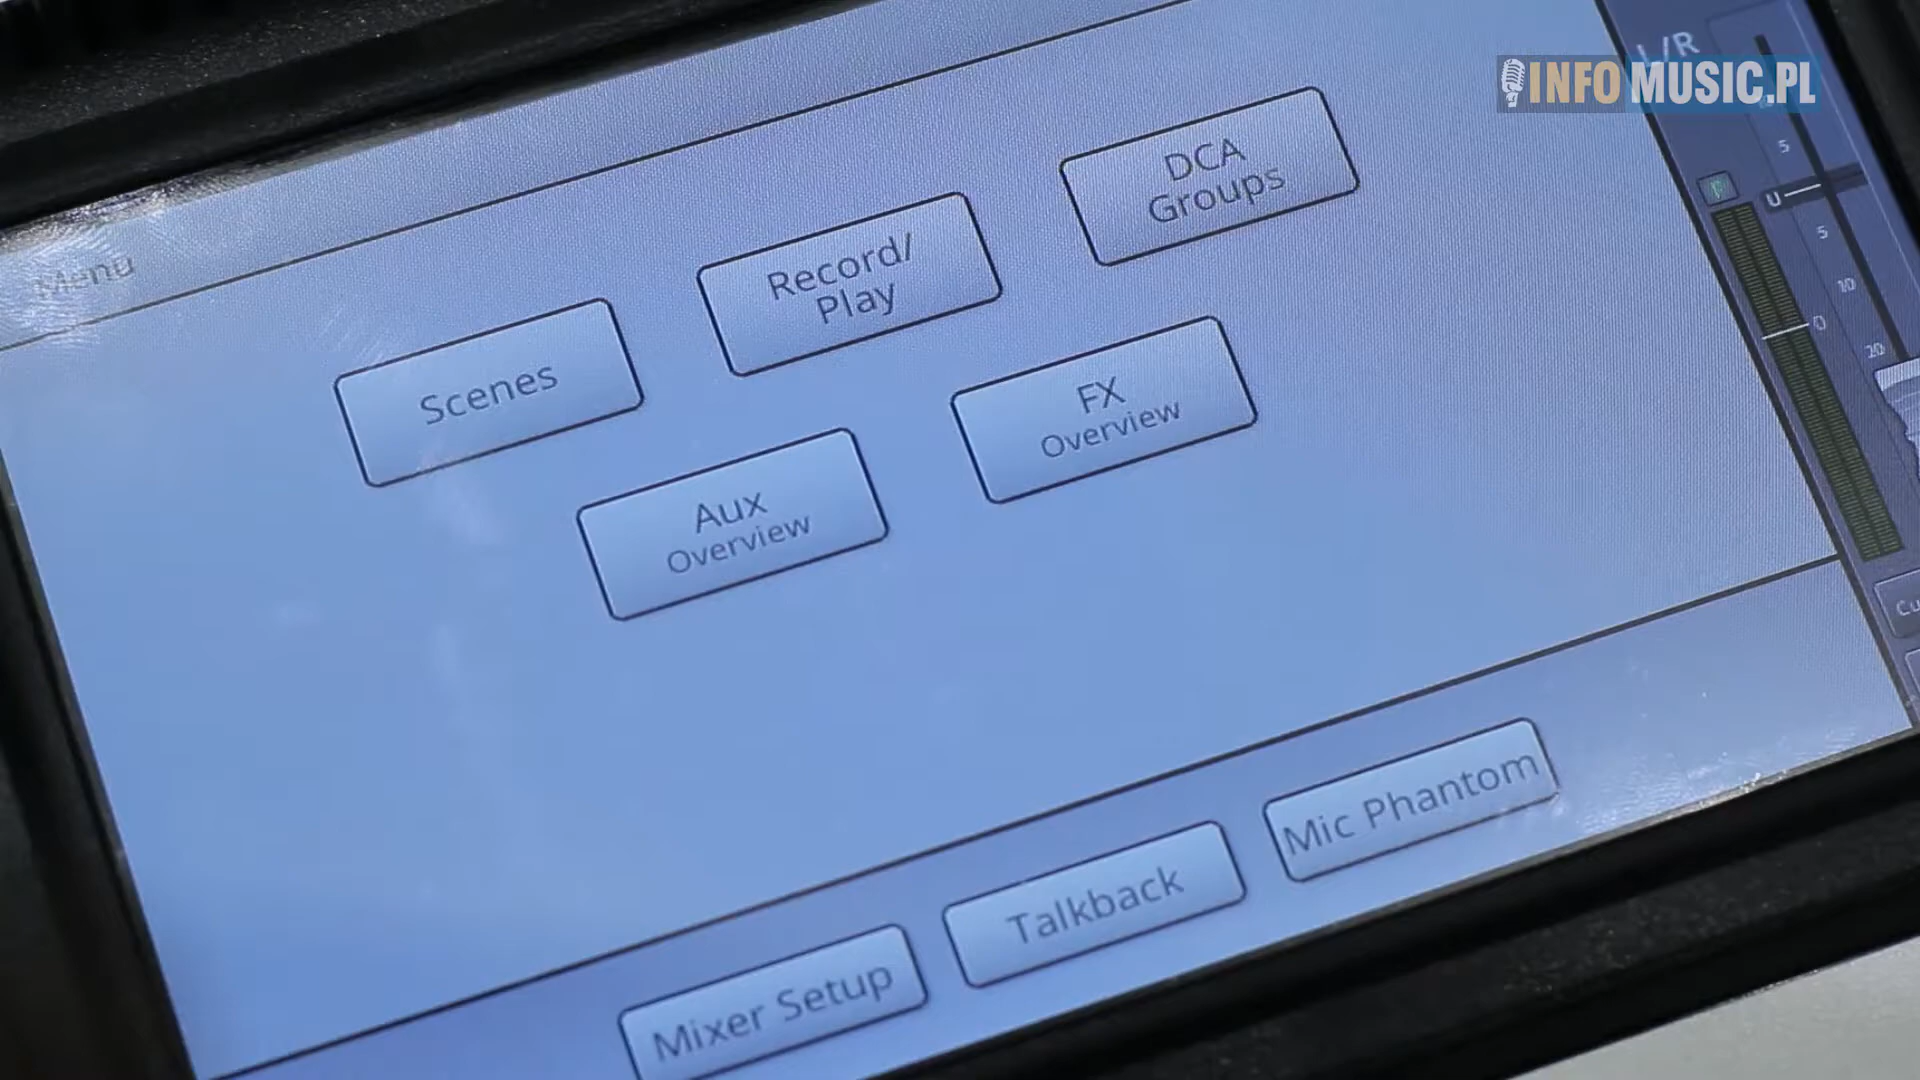 INFOMUSIC.PL
L/R
Menu
Scenes
Record/
Play
DCA
Groups
Aux
Overview
FX
Overview
Mixer Setup
Talkback
Mic Phantom
5
U
5
10
0
20